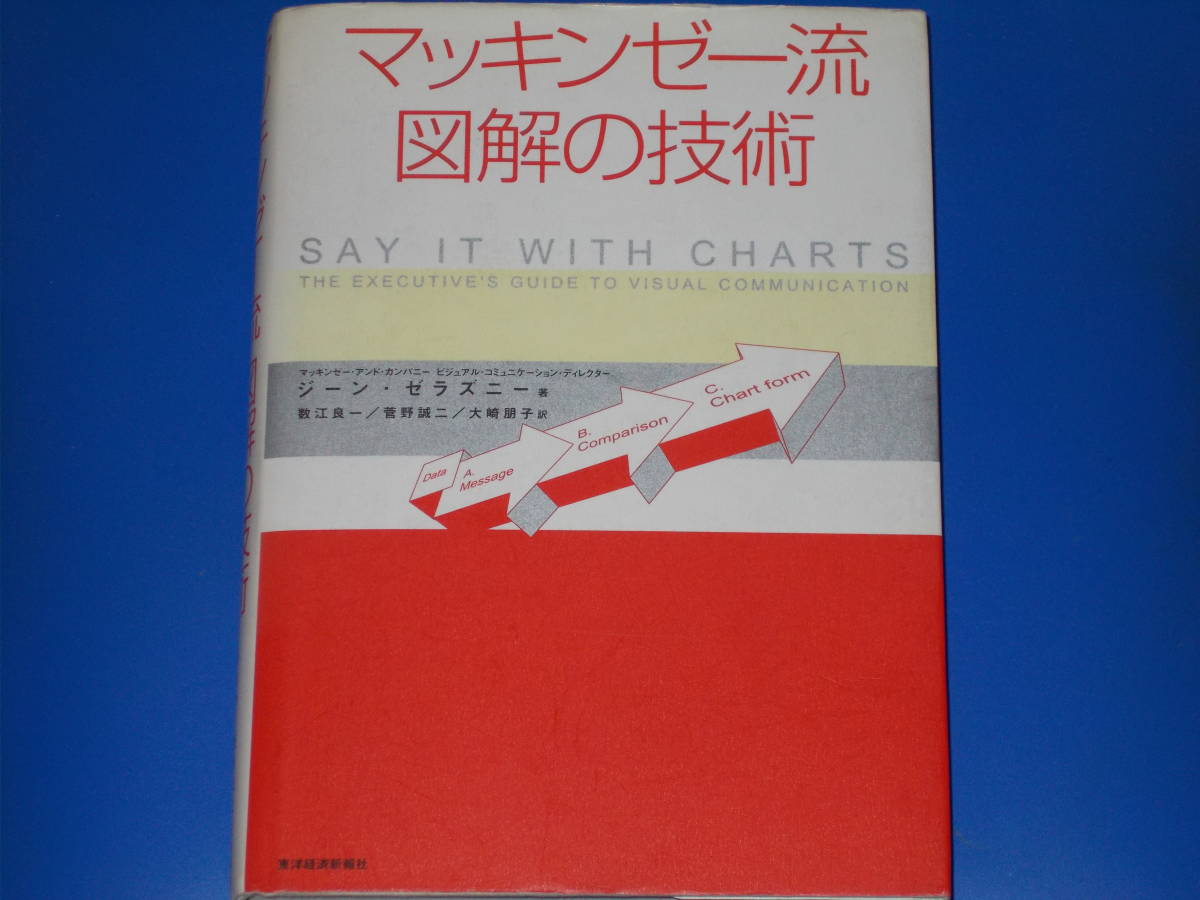 マッキンゼー流
図解の技術
SAY IT WITH CHARTS
THE EXECUTIVE'S GUIDE TO VISUAL COMMUNICATION
マッキンゼー・アンド・カンパニー ビジュアル・コミュニケーション・ディレクター
ジーン・ゼラズニー 著
数江良一／菅野誠二／大崎朋子 訳
Data
A.
Message
B.
Comparison
C.
Chart form
東洋経済新報社